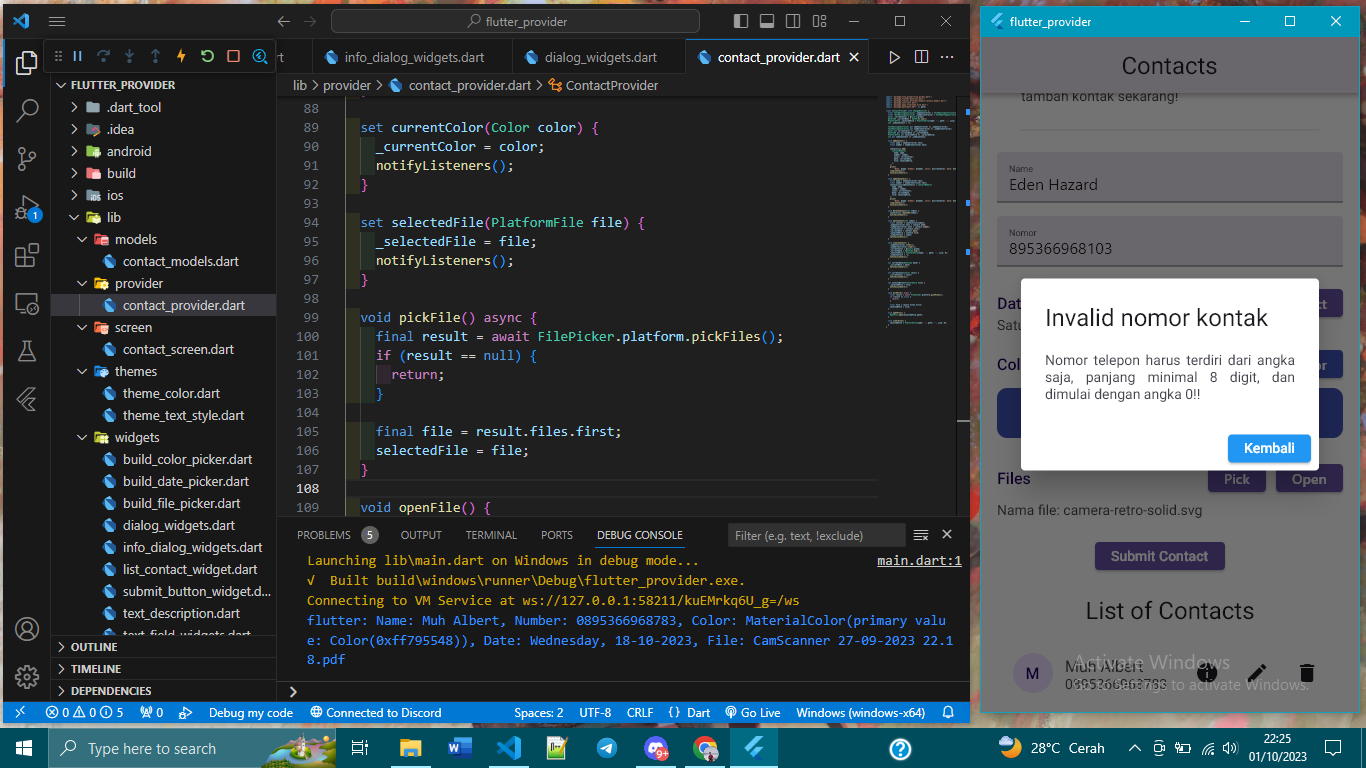 flutter_provider
info_dialog_widgets.dart
dialog_widgets.dart
contact_provider.dart
lib > provider > contact_provider.dart > ContactProvider
FLUTTER_PROVIDER
.dart_tool
.idea
android
build
ios
lib
models
contact_models.dart
provider
contact_provider.dart
screen
contact_screen.dart
themes
theme_color.dart
theme_text_style.dart
widgets
build_color_picker.dart
build_date_picker.dart
build_file_picker.dart
dialog_widgets.dart
info_dialog_widgets.dart
list_contact_widget.dart
submit_button_widget.d...
text_description.dart
text_field_widgets.dart
OUTLINE
TIMELINE
DEPENDENCIES
1
88
89 set currentColor(Color color) {
90 _currentColor = color;
91 notifyListeners();
92 }
93
94 set selectedFile(PlatformFile file) {
95 _selectedFile = file;
96 notifyListeners();
97 }
98
99 void pickFile() async {
100 final result = await FilePicker.platform.pickFiles();
101 if (result == null) {
102 return;
103 }
104
105 final file = result.files.first;
106 selectedFile = file;
107 }
108
109 void openFile() {
PROBLEMS 5 OUTPUT TERMINAL PORTS DEBUG CONSOLE Filter (e.g. text, !exclude)
Launching lib\main.dart on Windows in debug mode... main.dart:1
√ Built build\windows\runner\Debug\flutter_provider.exe.
Connecting to VM Service at ws://127.0.0.1:58211/kuEMrkq6U_g=/ws
flutter: Name: Muh Albert, Number: 0895366968783, Color: MaterialColor(primary valu
e: Color(0xff795548)), Date: Wednesday, 18-10-2023, File: CamScanner 27-09-2023 22.1
8.pdf
0 0 5 0 Debug my code Connected to Discord Spaces: 2 UTF-8 CRLF {} Dart Go Live Windows (windows-x64)
flutter_provider
Contacts
tambah kontak sekarang!
Name
Eden Hazard
Nomor
895366968103
Invalid nomor kontak
Nomor telepon harus terdiri dari angka
saja, panjang minimal 8 digit, dan
dimulai dengan angka 0!!
Kembali
Files Pick Open
Nama file: camera-retro-solid.svg
Submit Contact
List of Contacts
M
Muh Albert
0895366968783
Activate Windows
Go to Settings to activate Windows.
Type here to search
9+
28°C Cerah
22:25
01/10/2023